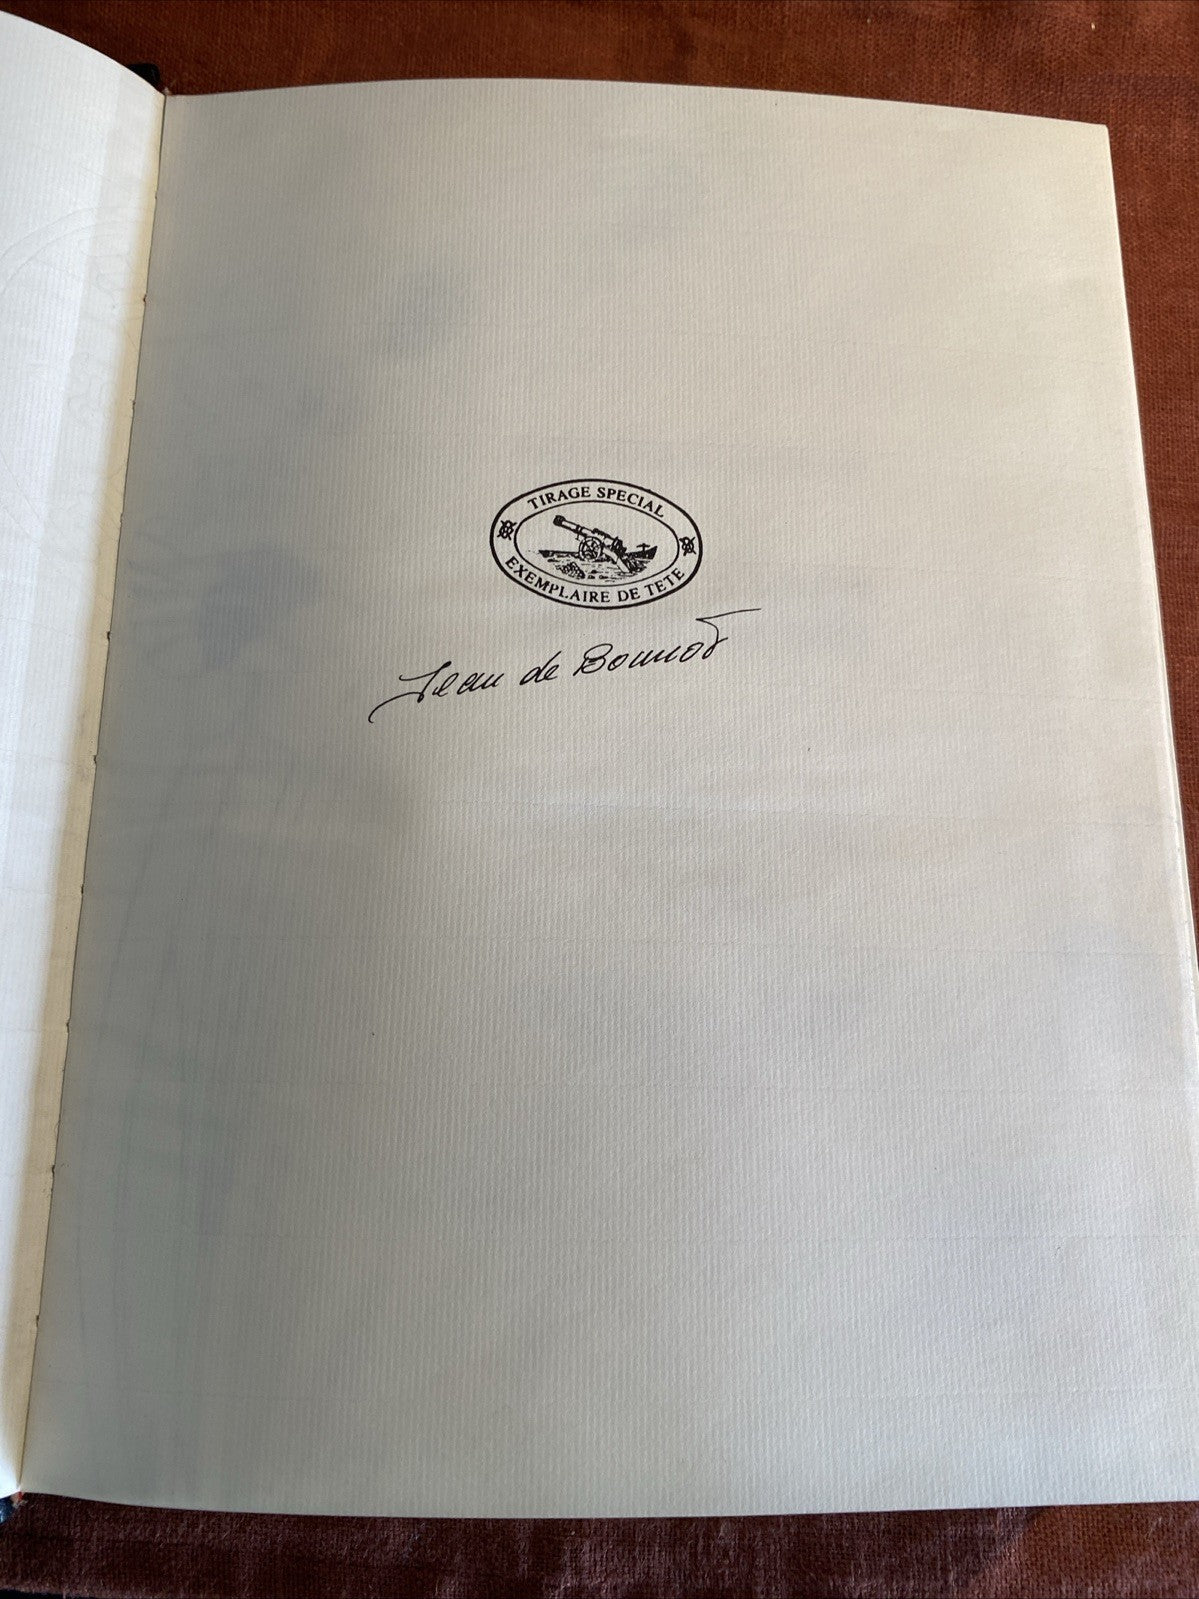 TIRAGE SPECIAL
EXEMPLAIRE DE TETE
Jean de Bonnot